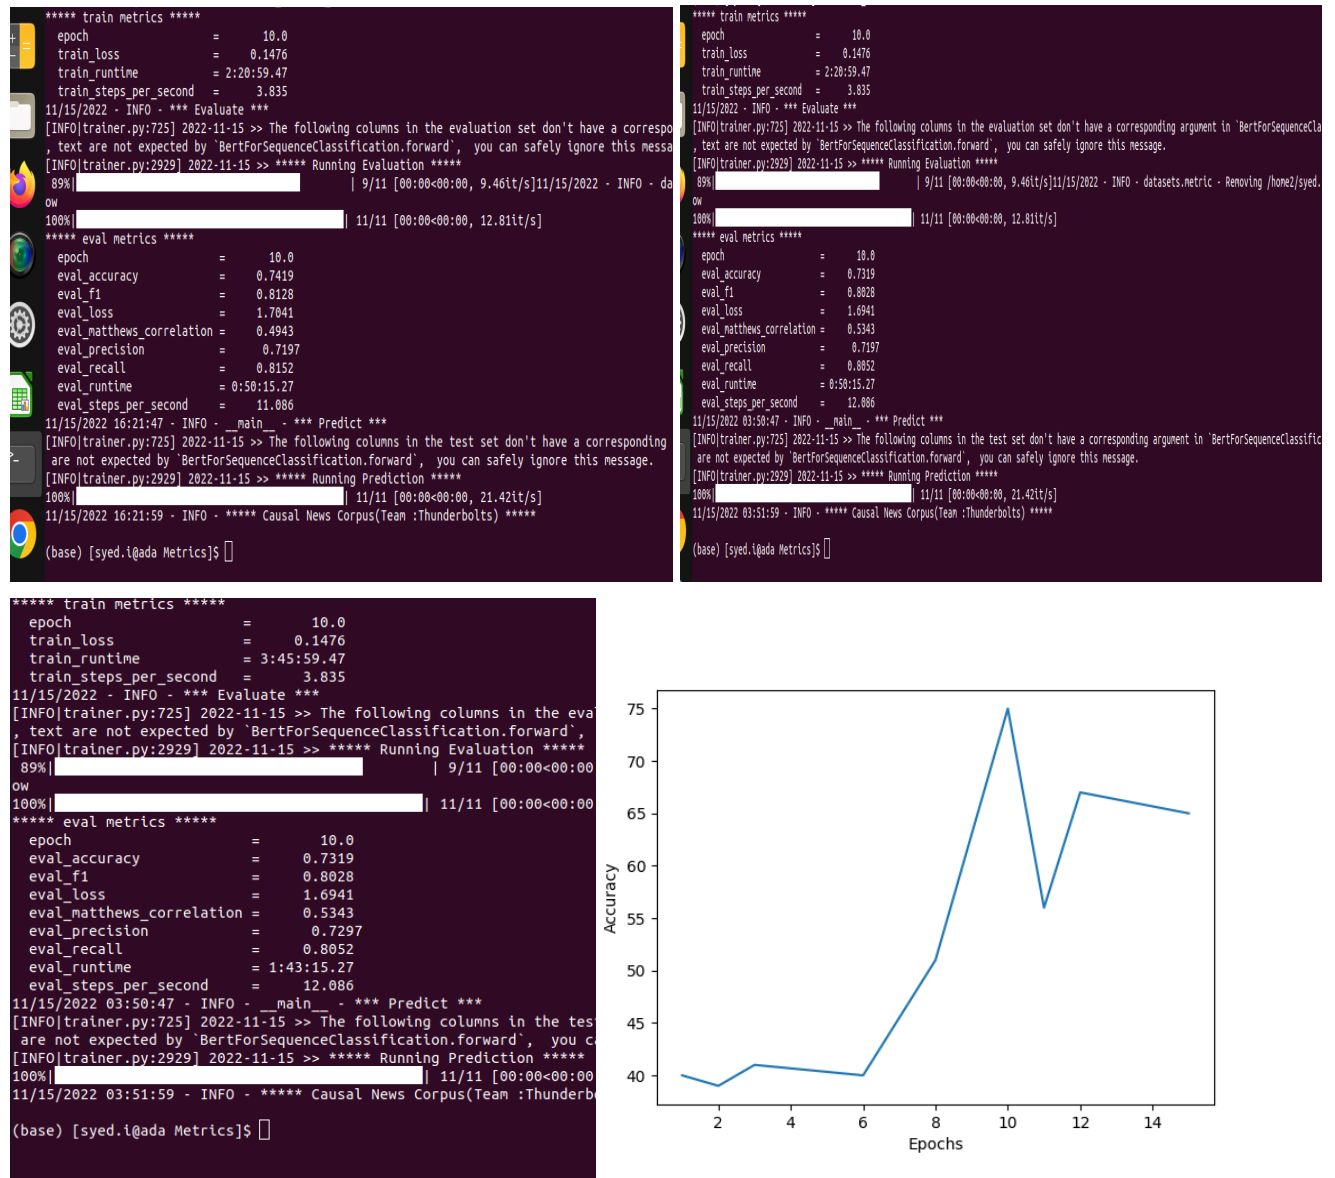 ***** train metrics *****
epoch = 10.0
train_loss = 0.1476
train_runtime = 2:20:59.47
train_steps_per_second = 3.835
11/15/2022 - INFO - *** Evaluate ***
[INFO|trainer.py:725] 2022-11-15 >> The following columns in the evaluation set don't have a correspo
, text are not expected by `BertForSequenceClassification.forward`,  you can safely ignore this messa
[INFO|trainer.py:2929] 2022-11-15 >> ***** Running Evaluation *****
89%| | 9/11 [00:00<00:00, 9.46it/s]11/15/2022 - INFO - da
ow
100%| | 11/11 [00:00<00:00, 12.81it/s]
***** eval metrics *****
epoch = 10.0
eval_accuracy = 0.7419
eval_f1 = 0.8128
eval_loss = 1.7041
eval_matthews_correlation = 0.4943
eval_precision = 0.7197
eval_recall = 0.8152
eval_runtime = 0:50:15.27
eval_steps_per_second = 11.086
11/15/2022 16:21:47 - INFO - __main__ - *** Predict ***
[INFO|trainer.py:725] 2022-11-15 >> The following columns in the test set don't have a corresponding
are not expected by `BertForSequenceClassification.forward`,  you can safely ignore this message.
[INFO|trainer.py:2929] 2022-11-15 >> ***** Running Prediction *****
100%| | 11/11 [00:00<00:00, 21.42it/s]
11/15/2022 16:21:59 - INFO - ***** Causal News Corpus(Team :Thunderbolts) *****
(base) [syed.i@ada Metrics]$
***** train metrics *****
epoch = 10.0
train_loss = 0.1476
train_runtime = 2:20:59.47
train_steps_per_second = 3.835
11/15/2022 - INFO - *** Evaluate ***
[INFO|trainer.py:725] 2022-11-15 >> The following columns in the evaluation set don't have a corresponding argument in `BertForSequenceCla
, text are not expected by `BertForSequenceClassification.forward`,  you can safely ignore this message.
[INFO|trainer.py:2929] 2022-11-15 >> ***** Running Evaluation *****
89%| | 9/11 [00:00<00:00, 9.46it/s]11/15/2022 - INFO - datasets.metric - Removing /home2/syed.
ow
100%| | 11/11 [00:00<00:00, 12.81it/s]
***** eval metrics *****
epoch = 10.0
eval_accuracy = 0.7319
eval_f1 = 0.8028
eval_loss = 1.6941
eval_matthews_correlation = 0.5343
eval_precision = 0.7197
eval_recall = 0.8052
eval_runtime = 0:50:15.27
eval_steps_per_second = 12.086
11/15/2022 03:50:47 - INFO - __main__ - *** Predict ***
[INFO|trainer.py:725] 2022-11-15 >> The following columns in the test set don't have a corresponding argument in `BertForSequenceClassific
are not expected by `BertForSequenceClassification.forward`,  you can safely ignore this message.
[INFO|trainer.py:2929] 2022-11-15 >> ***** Running Prediction *****
100%| | 11/11 [00:00<00:00, 21.42it/s]
11/15/2022 03:51:59 - INFO - ***** Causal News Corpus(Team :Thunderbolts) *****
(base) [syed.i@ada Metrics]$
***** train metrics *****
epoch = 10.0
train_loss = 0.1476
train_runtime = 3:45:59.47
train_steps_per_second = 3.835
11/15/2022 - INFO - *** Evaluate ***
[INFO|trainer.py:725] 2022-11-15 >> The following columns in the eval
, text are not expected by `BertForSequenceClassification.forward`,
[INFO|trainer.py:2929] 2022-11-15 >> ***** Running Evaluation *****
89%| | 9/11 [00:00<00:00
ow
100%| | 11/11 [00:00<00:00
***** eval metrics *****
epoch = 10.0
eval_accuracy = 0.7319
eval_f1 = 0.8028
eval_loss = 1.6941
eval_matthews_correlation = 0.5343
eval_precision = 0.7297
eval_recall = 0.8052
eval_runtime = 1:43:15.27
eval_steps_per_second = 12.086
11/15/2022 03:50:47 - INFO - __main__ - *** Predict ***
[INFO|trainer.py:725] 2022-11-15 >> The following columns in the tes
are not expected by `BertForSequenceClassification.forward`,  you ca
[INFO|trainer.py:2929] 2022-11-15 >> ***** Running Prediction *****
100%| | 11/11 [00:00<00:00
11/15/2022 03:51:59 - INFO - ***** Causal News Corpus(Team :Thunderbo
(base) [syed.i@ada Metrics]$
75
70
65
60
55
50
45
40
Accuracy
2 4 6 8 10 12 14
Epochs